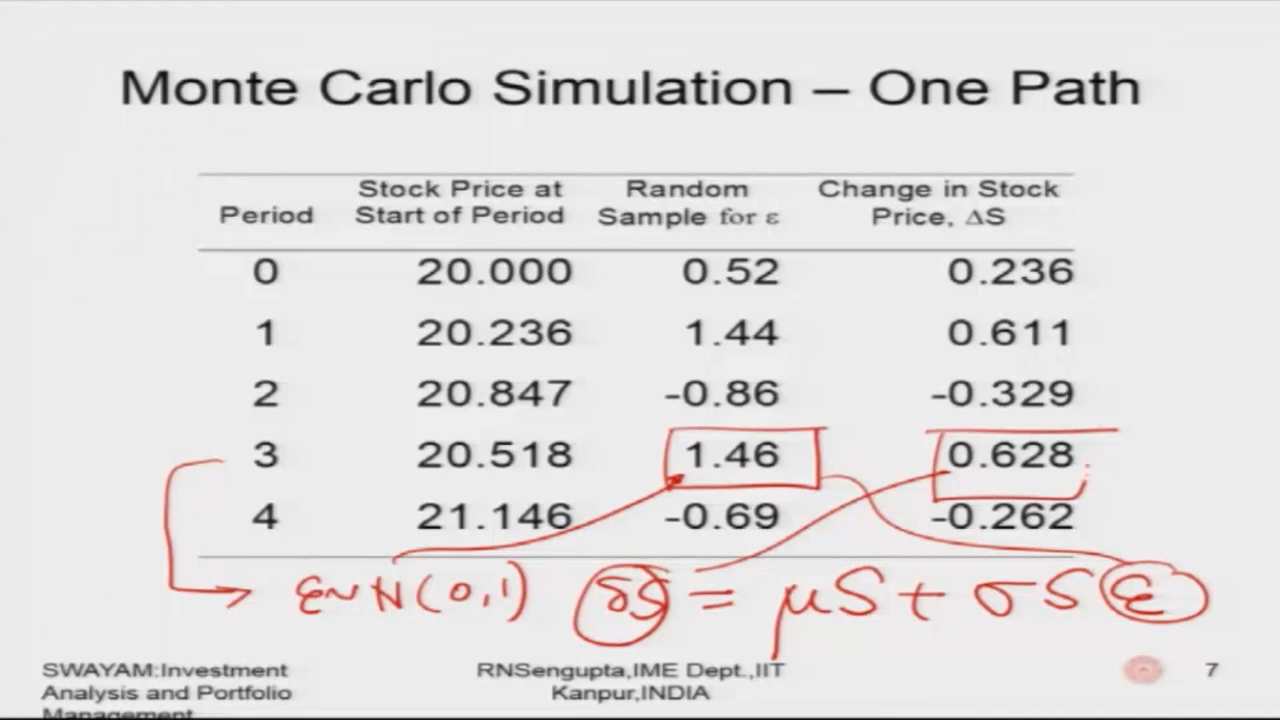 Monte Carlo Simulation – One Path
Period Stock Price at Start of Period Random Sample for ε Change in Stock Price, ΔS
0 20.000 0.52 0.236
1 20.236 1.44 0.611
2 20.847 -0.86 -0.329
3 20.518 1.46 0.628
4 21.146 -0.69 -0.262
ε~N(0,1) δS = μS + σSε
SWAYAM:Investment Analysis and Portfolio Management
RNSengupta,IME Dept.,IIT Kanpur,INDIA
7